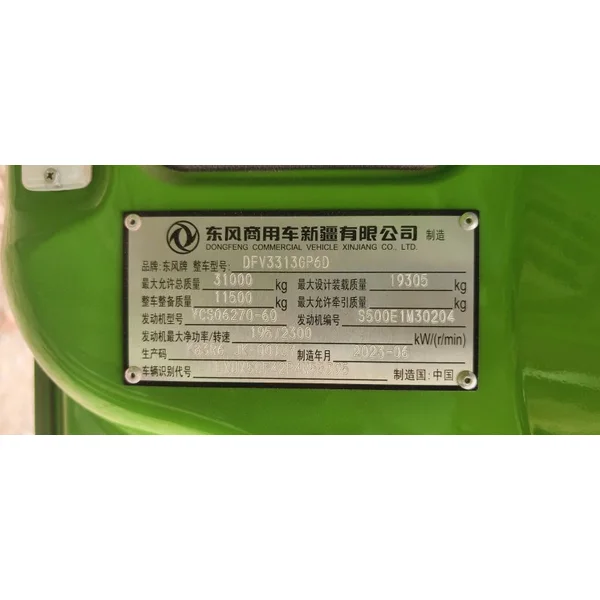 东风商用车新疆有限公司 制造
DONGFENG COMMERCIAL VEHICLE XINJIANG CO., LTD.
品牌:东风牌 整车型号: DFV3313GP6D
最大允许总质量 31000 kg 最大设计装载质量 19305 kg
整车整备质量 11500 kg 最大允许牵引质量 kg
发动机型号 YCS06270-60 发动机编号 S500E1M30204
发动机最大净功率/转速 195/2300 kW/(r/min)
生产码 制造年月 2023-06
车辆识别代号 制造国:中国